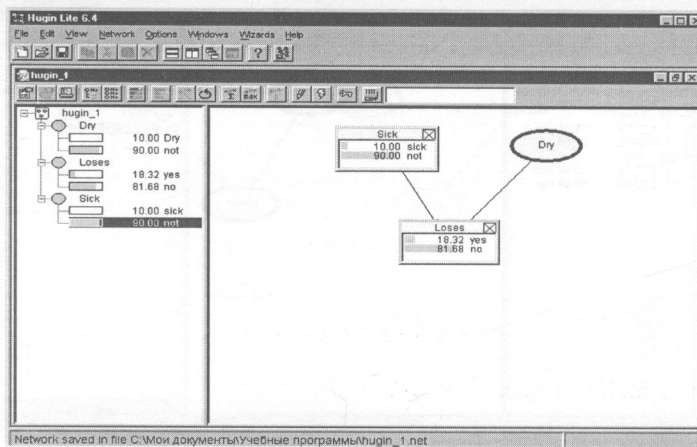 Hugin Lite 6.4
File Edit View Network Options Windows Wizards Help
hugin_1
hugin_1
Dry
10.00 Dry
90.00 not
Loses
18.32 yes
81.68 no
Sick
10.00 sick
90.00 not
Sick
10.00 sick
90.00 not
Dry
Loses
18.32 yes
81.68 no
Network saved in file C:\Мои документы\Учебные программы\hugin_1.net